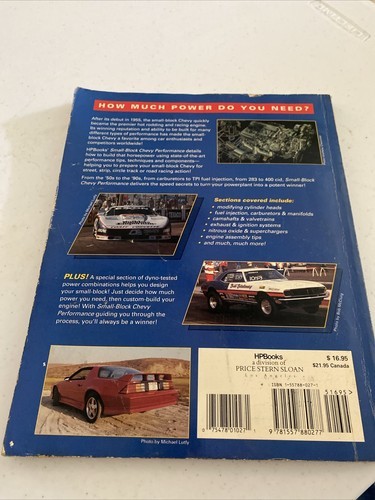 HOW MUCH POWER DO YOU NEED?
After its debut in 1955, the small-block Chevy quickly
became the premier hot rodding and racing engine.
Its winning reputation and ability to be built for many
different types of performance has made the small-
block Chevy a favorite among car enthusiasts and
competitors worldwide!
HPBooks' Small-Block Chevy Performance details
how to build that horsepower using state-of-the-art
performance tips, techniques and components—
helping you to prepare your small-block Chevy for
street, strip, circle track or road racing action!
From the '50s to the '90s, from carburetors to TPI fuel injection, from 283 to 400 cid, Small-Block
Chevy Performance delivers the speed secrets to turn your powerplant into a potent winner!
Sections covered include:
• modifying cylinder heads
• fuel injection, carburetors & manifolds
• camshafts & valvetrains
• exhaust & ignition systems
• nitrous oxide & superchargers
• engine assembly tips
• and much, much more!
PLUS! A special section of dyno-tested
power combinations helps you design
your small-block! Just decide how much
power you need, then custom-build your
engine! With Small-Block Chevy
Performance guiding you through the
process, you'll always be a winner!
Photo by Michael Lutfy
HPBooks
a division of
PRICE STERN SLOAN
Los Angeles
$ 16.95
$21.95 Canada
ISBN 1-55788-027-1
51695
75478 01027
9 781557 880277